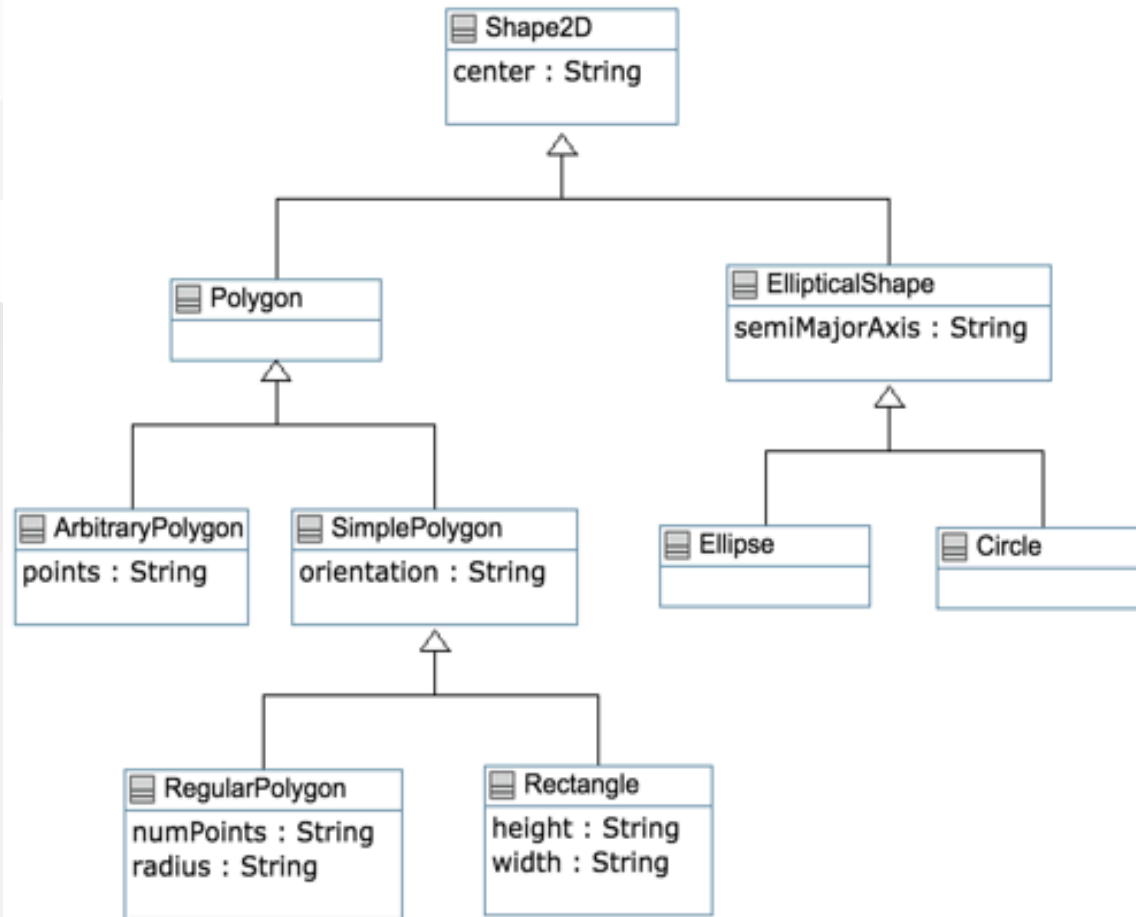 Shape2D
center : String
Polygon
EllipticalShape
semiMajorAxis : String
ArbitraryPolygon
points : String
SimplePolygon
orientation : String
Ellipse
Circle
RegularPolygon
numPoints : String
radius : String
Rectangle
height : String
width : String